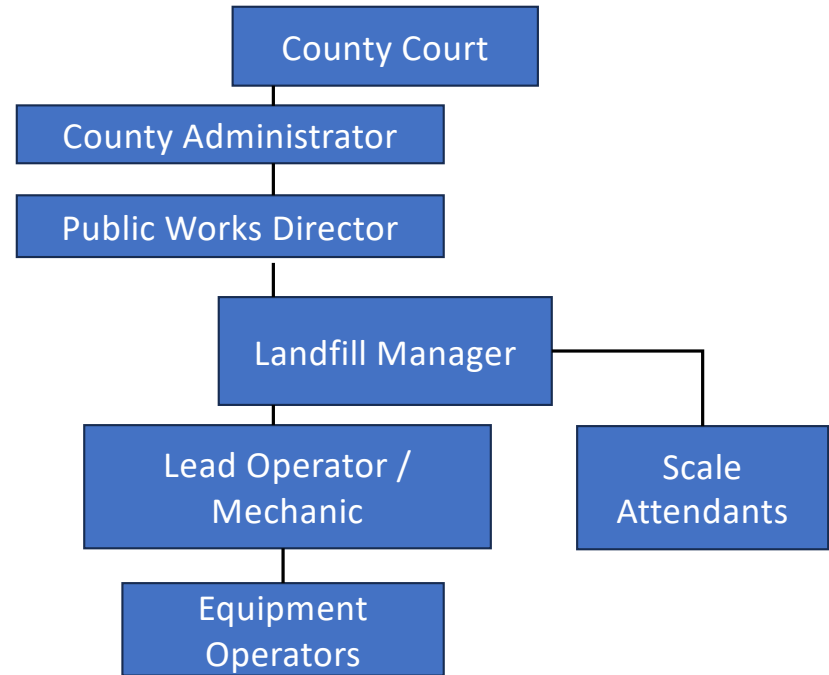 County Court
County Administrator
Public Works Director
Landfill Manager
Lead Operator /
Mechanic
Scale
Attendants
Equipment
Operators